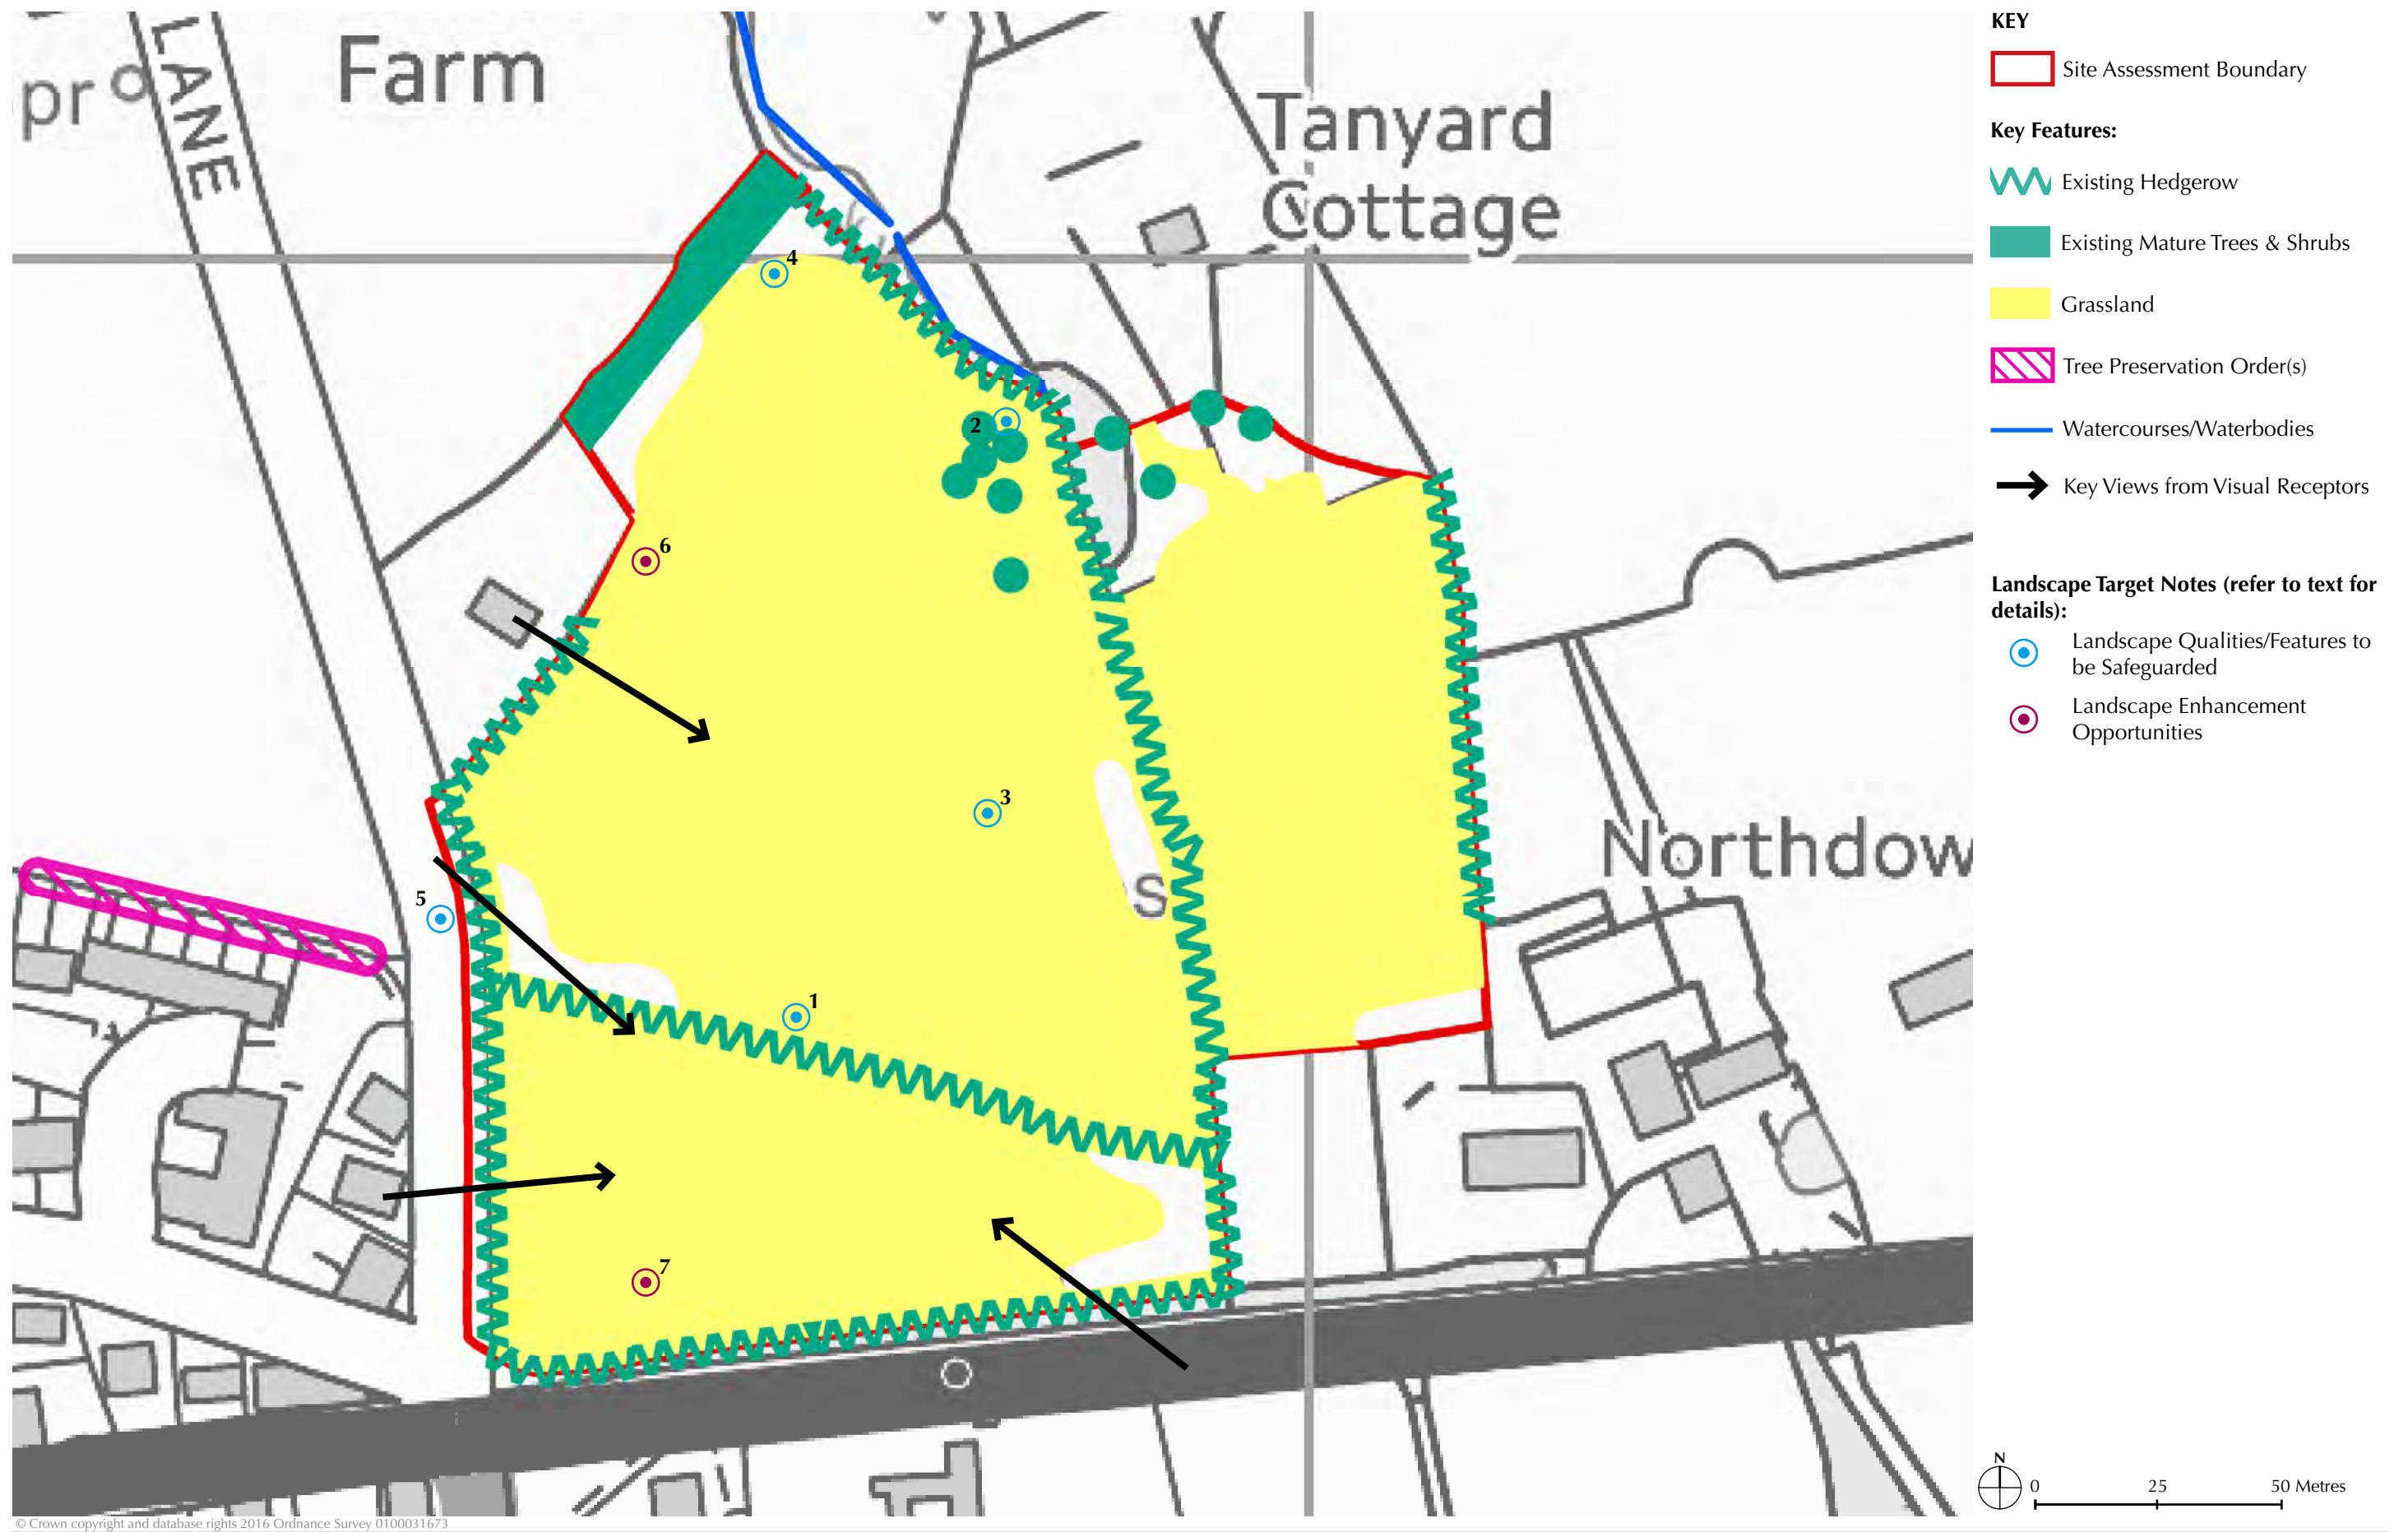 LANE
Farm
pr
Tanyard
Cottage
4
2
6
3
5
1
7
S
Northdow
KEY
Site Assessment Boundary
Key Features:
Existing Hedgerow
Existing Mature Trees & Shrubs
Grassland
Tree Preservation Order(s)
Watercourses/Waterbodies
Key Views from Visual Receptors
Landscape Target Notes (refer to text for
details):
Landscape Qualities/Features to
be Safeguarded
Landscape Enhancement
Opportunities
N
0 25 50 Metres
© Crown copyright and database rights 2016 Ordnance Survey 0100031673